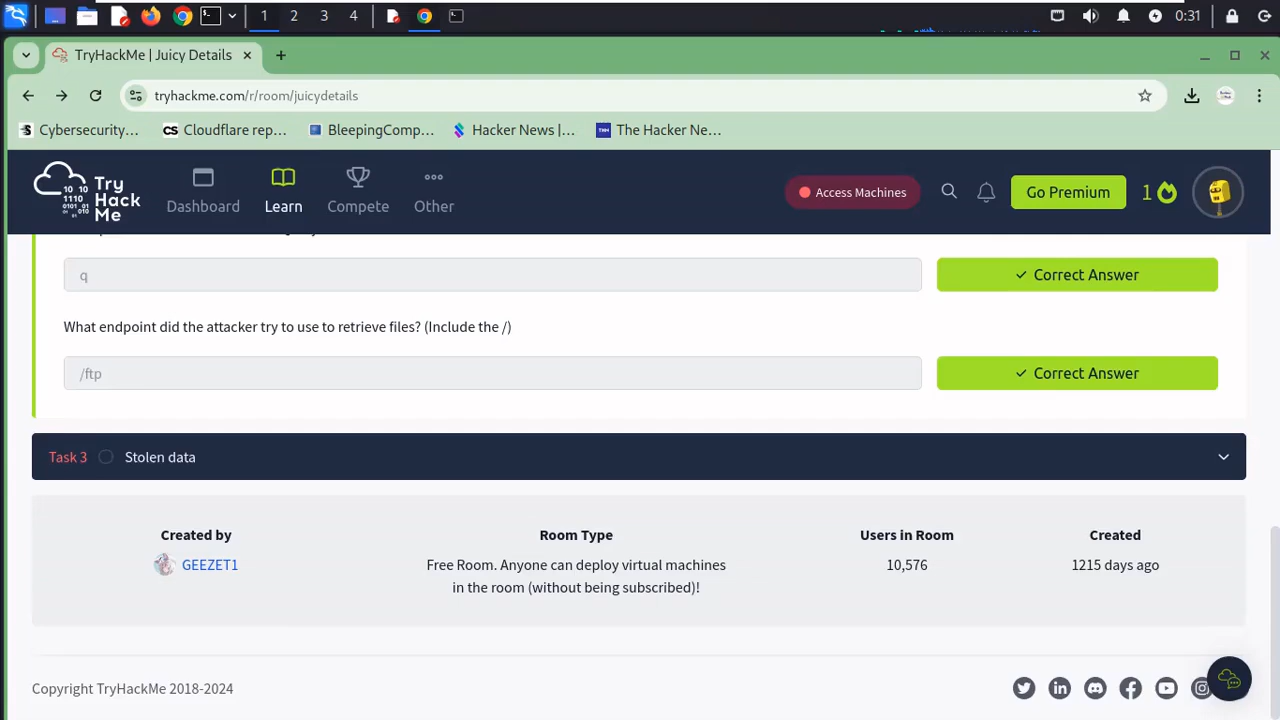 1 2 3 4 0:31
TryHackMe | Juicy Details
tryhackme.com/r/room/juicydetails
Cybersecurity... Cloudflare rep... BleepingComp... Hacker News |... The Hacker Ne...
Try Hack Me
Dashboard Learn Compete Other Access Machines Go Premium 1
q Correct Answer
What endpoint did the attacker try to use to retrieve files? (Include the /)
/ftp Correct Answer
Task 3 Stolen data
Created by Room Type Users in Room Created
GEEZET1 Free Room. Anyone can deploy virtual machines 10,576 1215 days ago
in the room (without being subscribed)!
Copyright TryHackMe 2018-2024